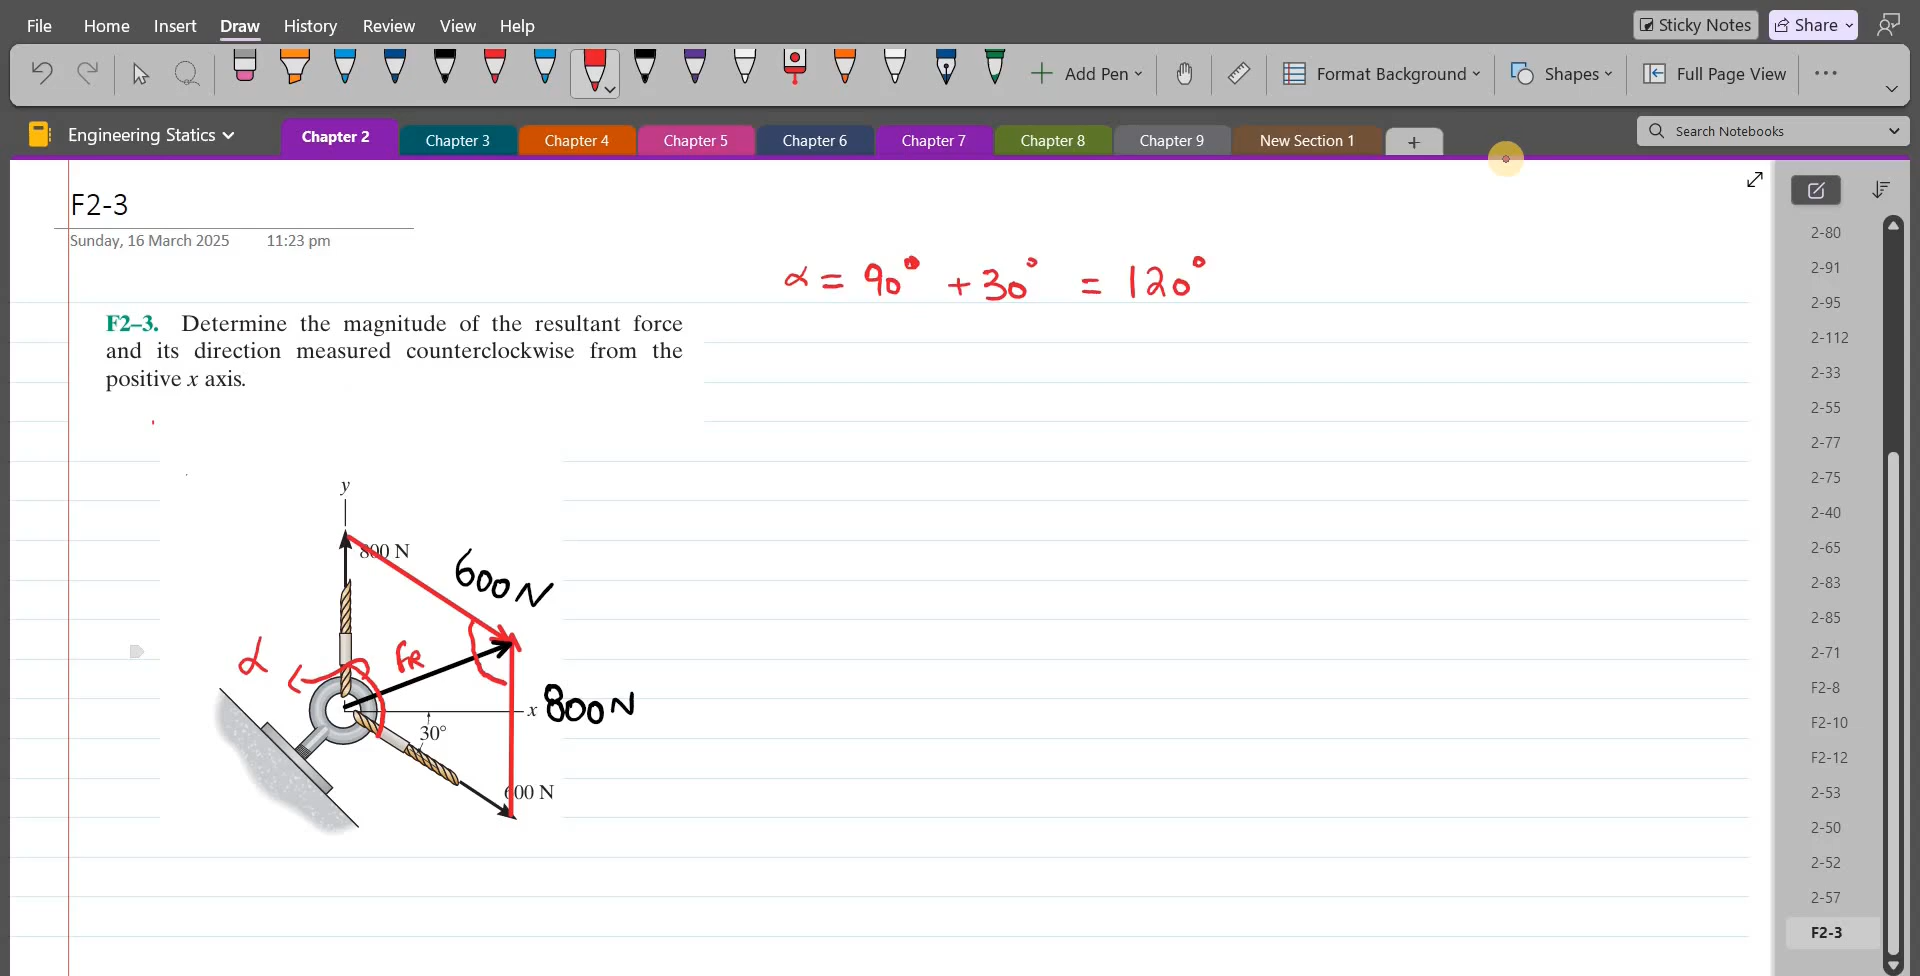 File Home Insert Draw History Review View Help
Sticky Notes
Share
Add Pen
Format Background
Shapes
Full Page View
Engineering Statics
Chapter 2
Chapter 3
Chapter 4
Chapter 5
Chapter 6
Chapter 7
Chapter 8
Chapter 9
New Section 1
Search Notebooks
F2-3
Sunday, 16 March 2025 11:23 pm
α = 90° + 30° = 120°
F2–3. Determine the magnitude of the resultant force
and its direction measured counterclockwise from the
positive x axis.
y
800 N
600 N
α
FR
x
800 N
30°
600 N
2-80
2-91
2-95
2-112
2-33
2-55
2-77
2-75
2-40
2-65
2-83
2-85
2-71
F2-8
F2-10
F2-12
2-53
2-50
2-52
2-57
F2-3